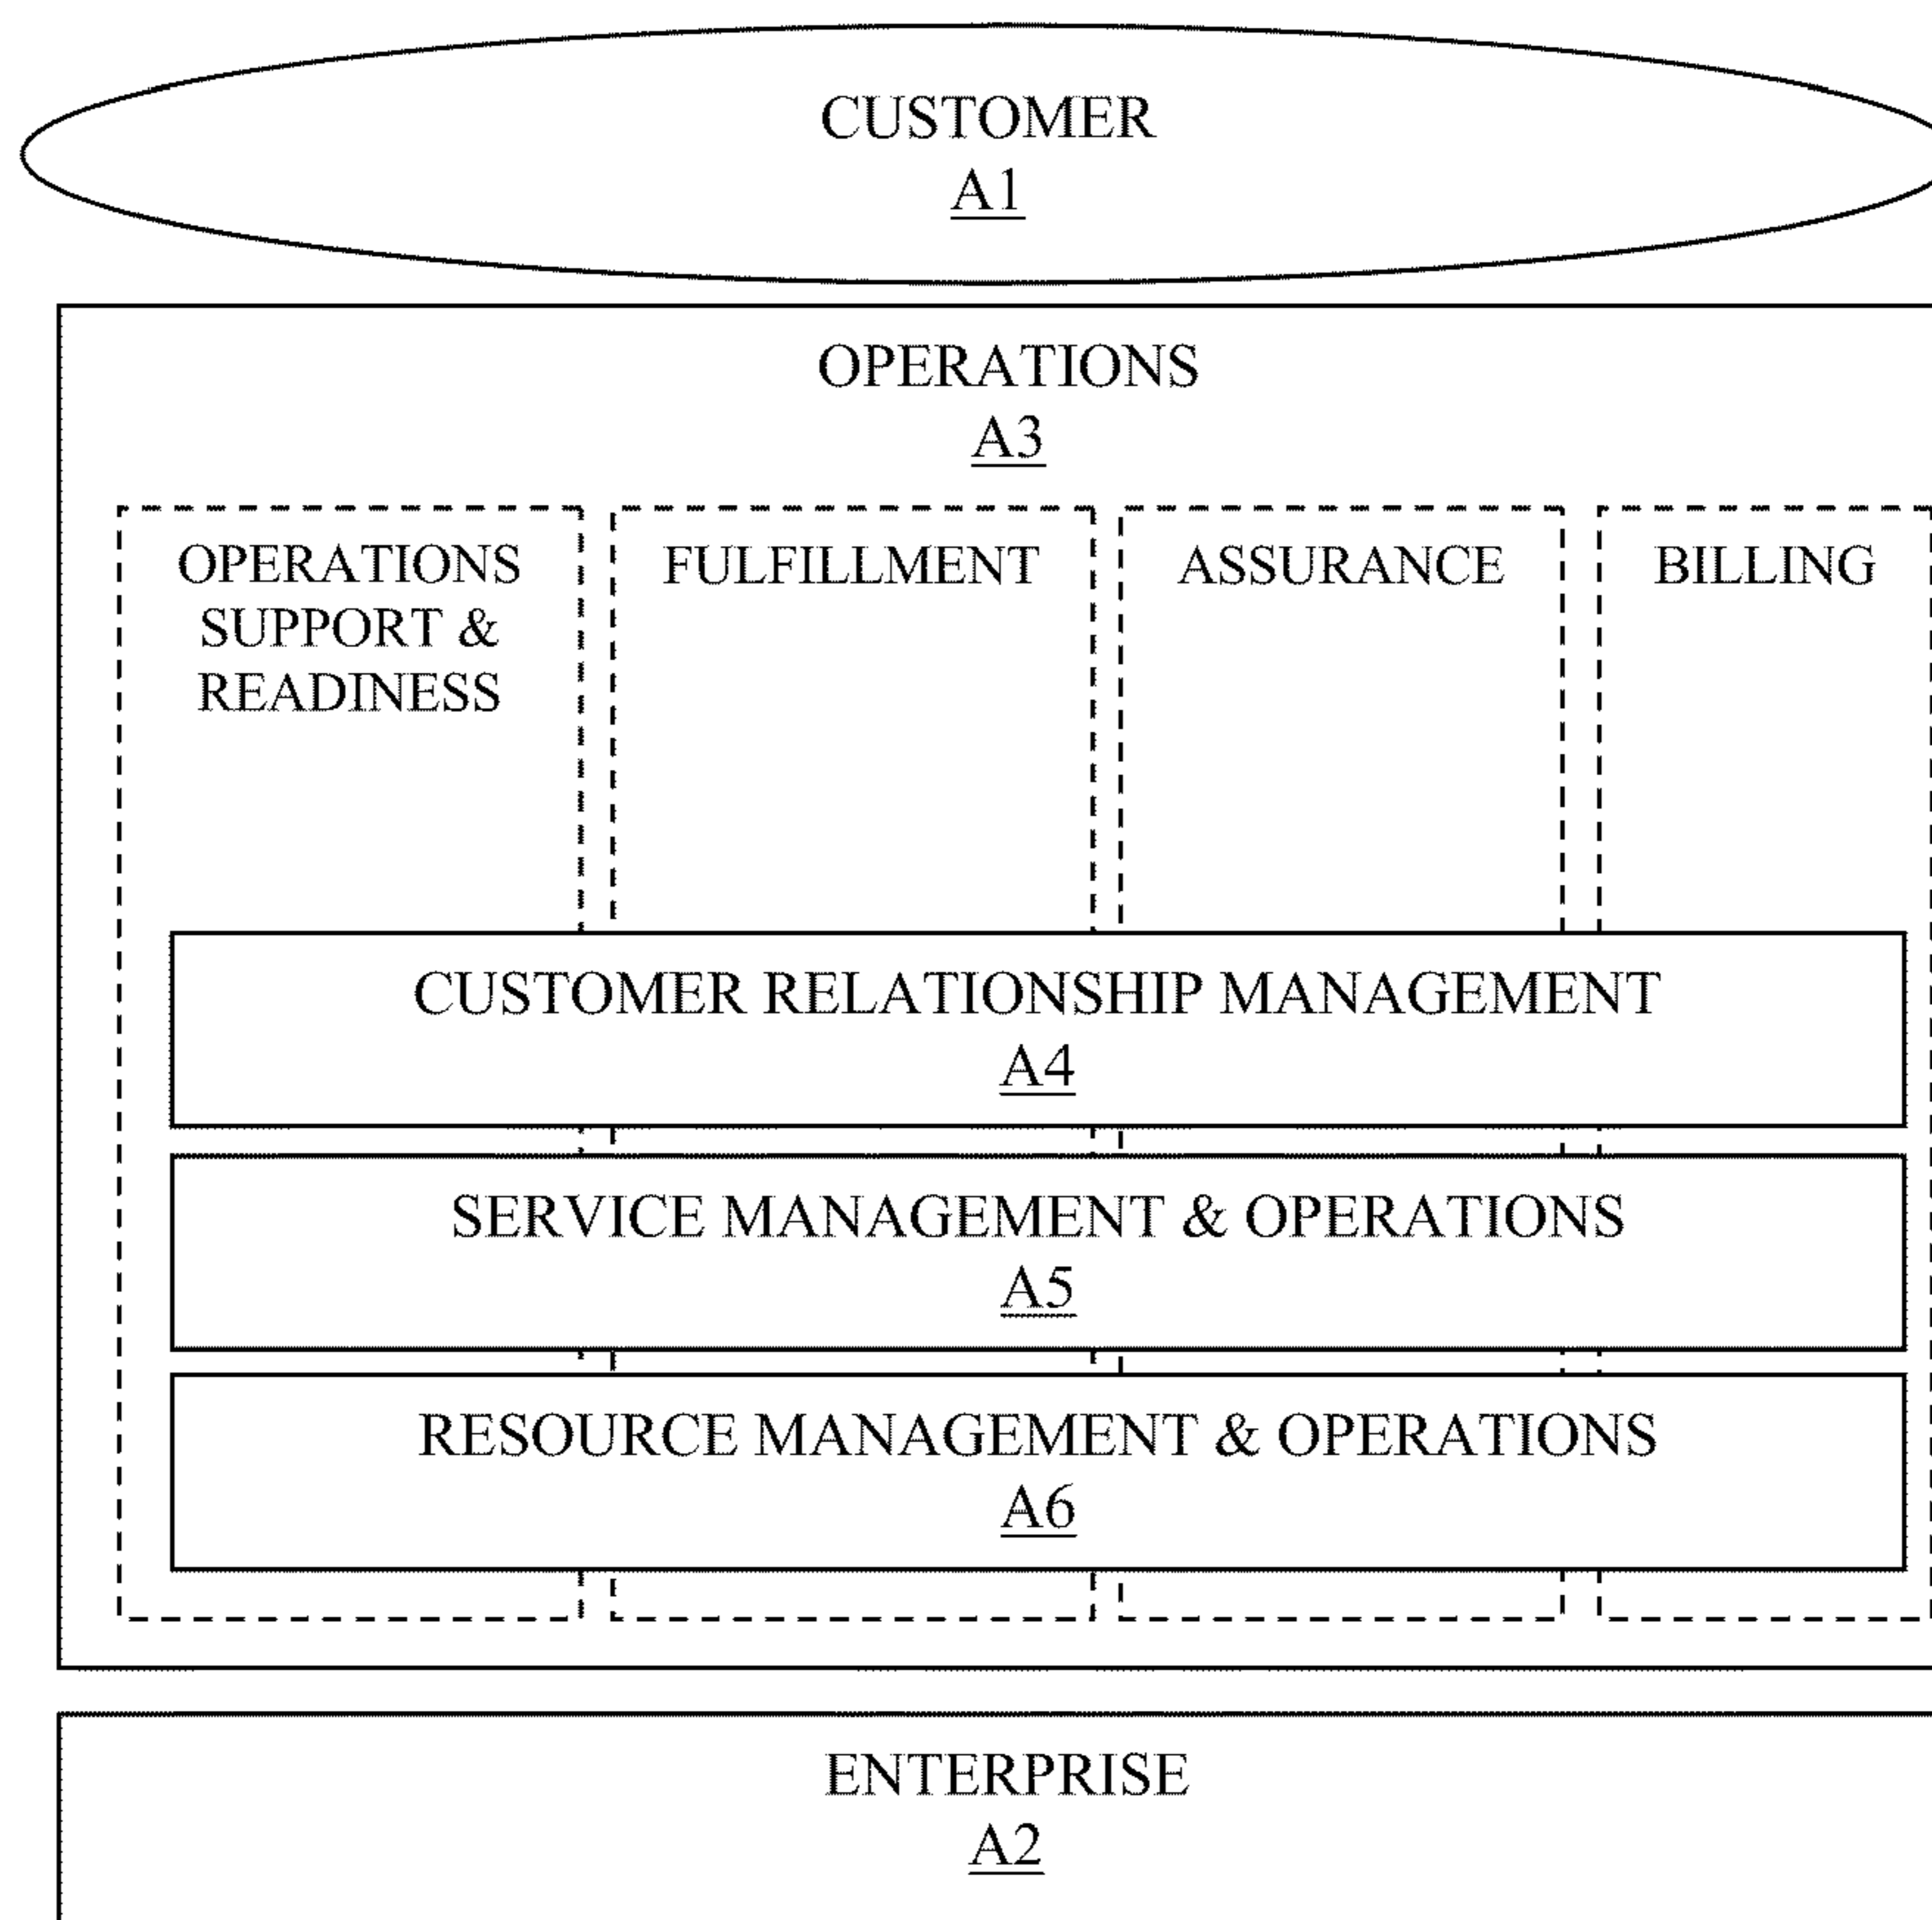 CUSTOMER
A1
OPERATIONS
A3
OPERATIONS
SUPPORT &
READINESS
FULFILLMENT
ASSURANCE
BILLING
CUSTOMER RELATIONSHIP MANAGEMENT
A4
SERVICE MANAGEMENT & OPERATIONS
A5
RESOURCE MANAGEMENT & OPERATIONS
A6
ENTERPRISE
A2